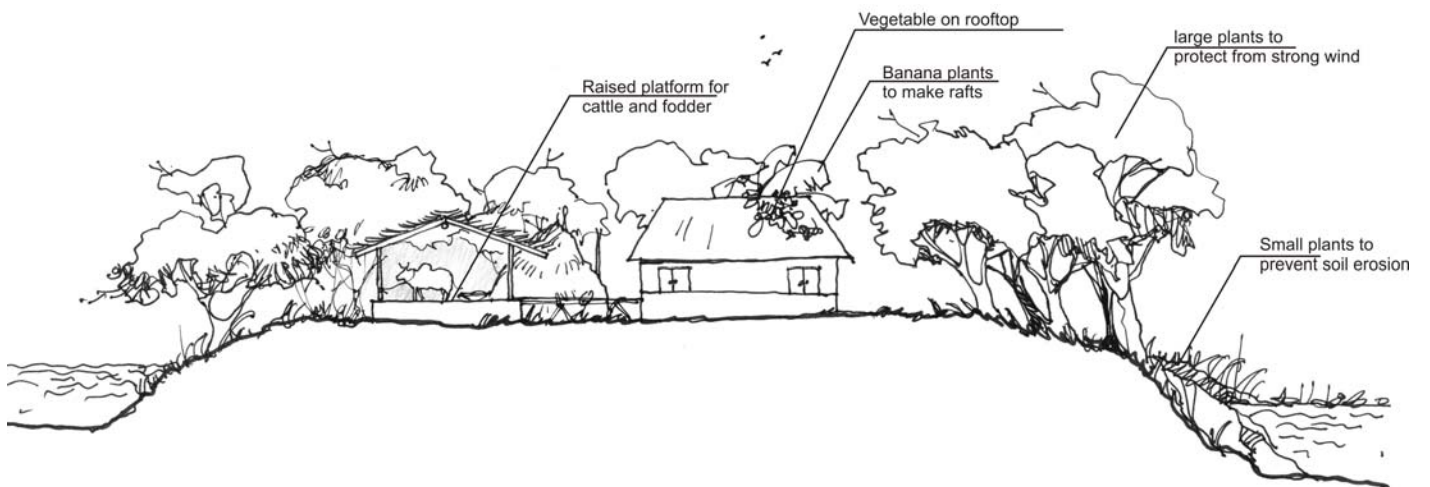 Vegetable on rooftop
large plants to
protect from strong wind
Banana plants
to make rafts
Raised platform for
cattle and fodder
Small plants to
prevent soil erosion